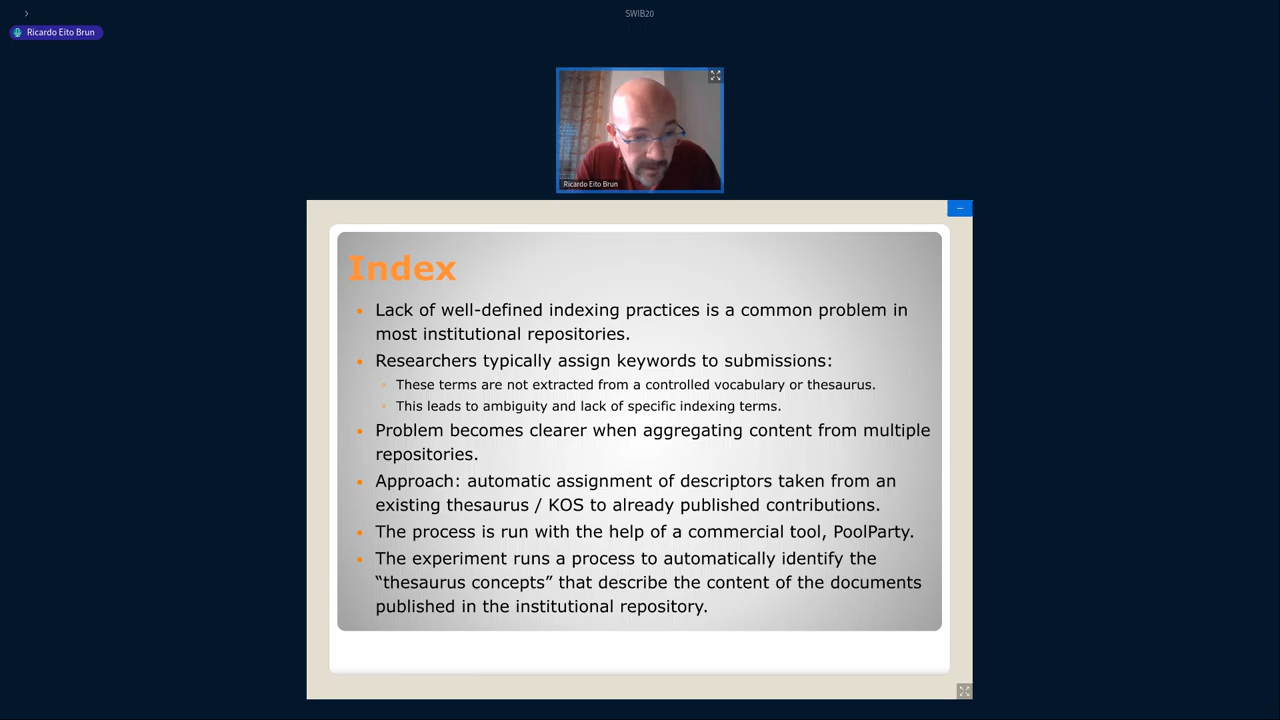 SWIB20
Ricardo Eito Brun
Ricardo Eito Brun
Index
Lack of well-defined indexing practices is a common problem in
most institutional repositories.
Researchers typically assign keywords to submissions:
These terms are not extracted from a controlled vocabulary or thesaurus.
This leads to ambiguity and lack of specific indexing terms.
Problem becomes clearer when aggregating content from multiple
repositories.
Approach: automatic assignment of descriptors taken from an
existing thesaurus / KOS to already published contributions.
The process is run with the help of a commercial tool, PoolParty.
The experiment runs a process to automatically identify the
“thesaurus concepts” that describe the content of the documents
published in the institutional repository.